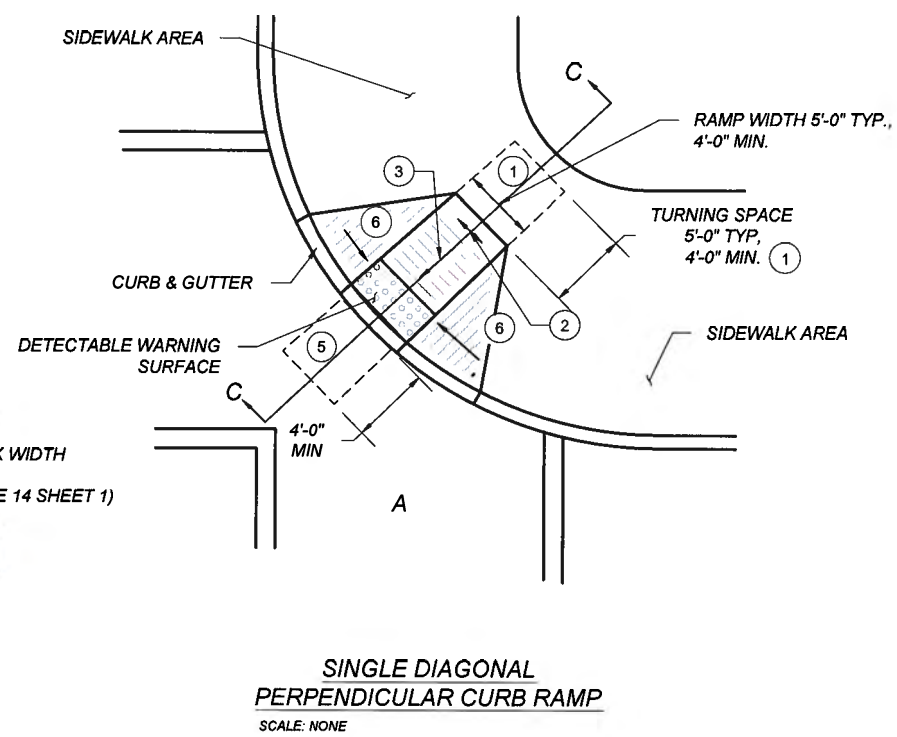 SIDEWALK AREA
C
RAMP WIDTH 5'-0" TYP.,
4'-0" MIN.
1
3
TURNING SPACE
5'-0" TYP,
4'-0" MIN. 1
6
CURB & GUTTER
2
6
SIDEWALK AREA
DETECTABLE WARNING
SURFACE
5
C
4'-0"
MIN
WIDTH
14 SHEET 1)
A
SINGLE DIAGONAL
PERPENDICULAR CURB RAMP
SCALE: NONE